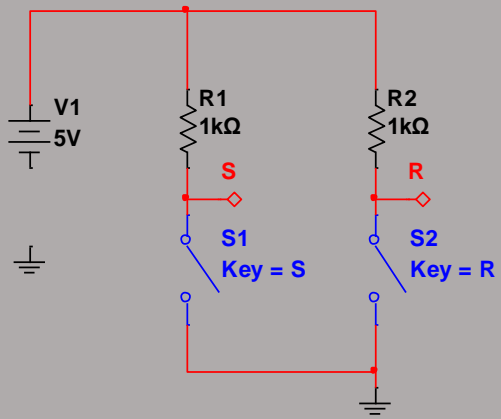 V1
5V
R1
1kΩ
R2
1kΩ
S
R
S1
Key = S
S2
Key = R